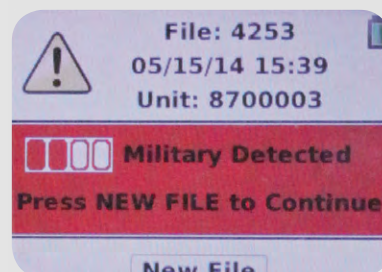 File: 4253
05/15/14 15:39
Unit: 8700003
Military Detected
Press NEW FILE to Continue
New File